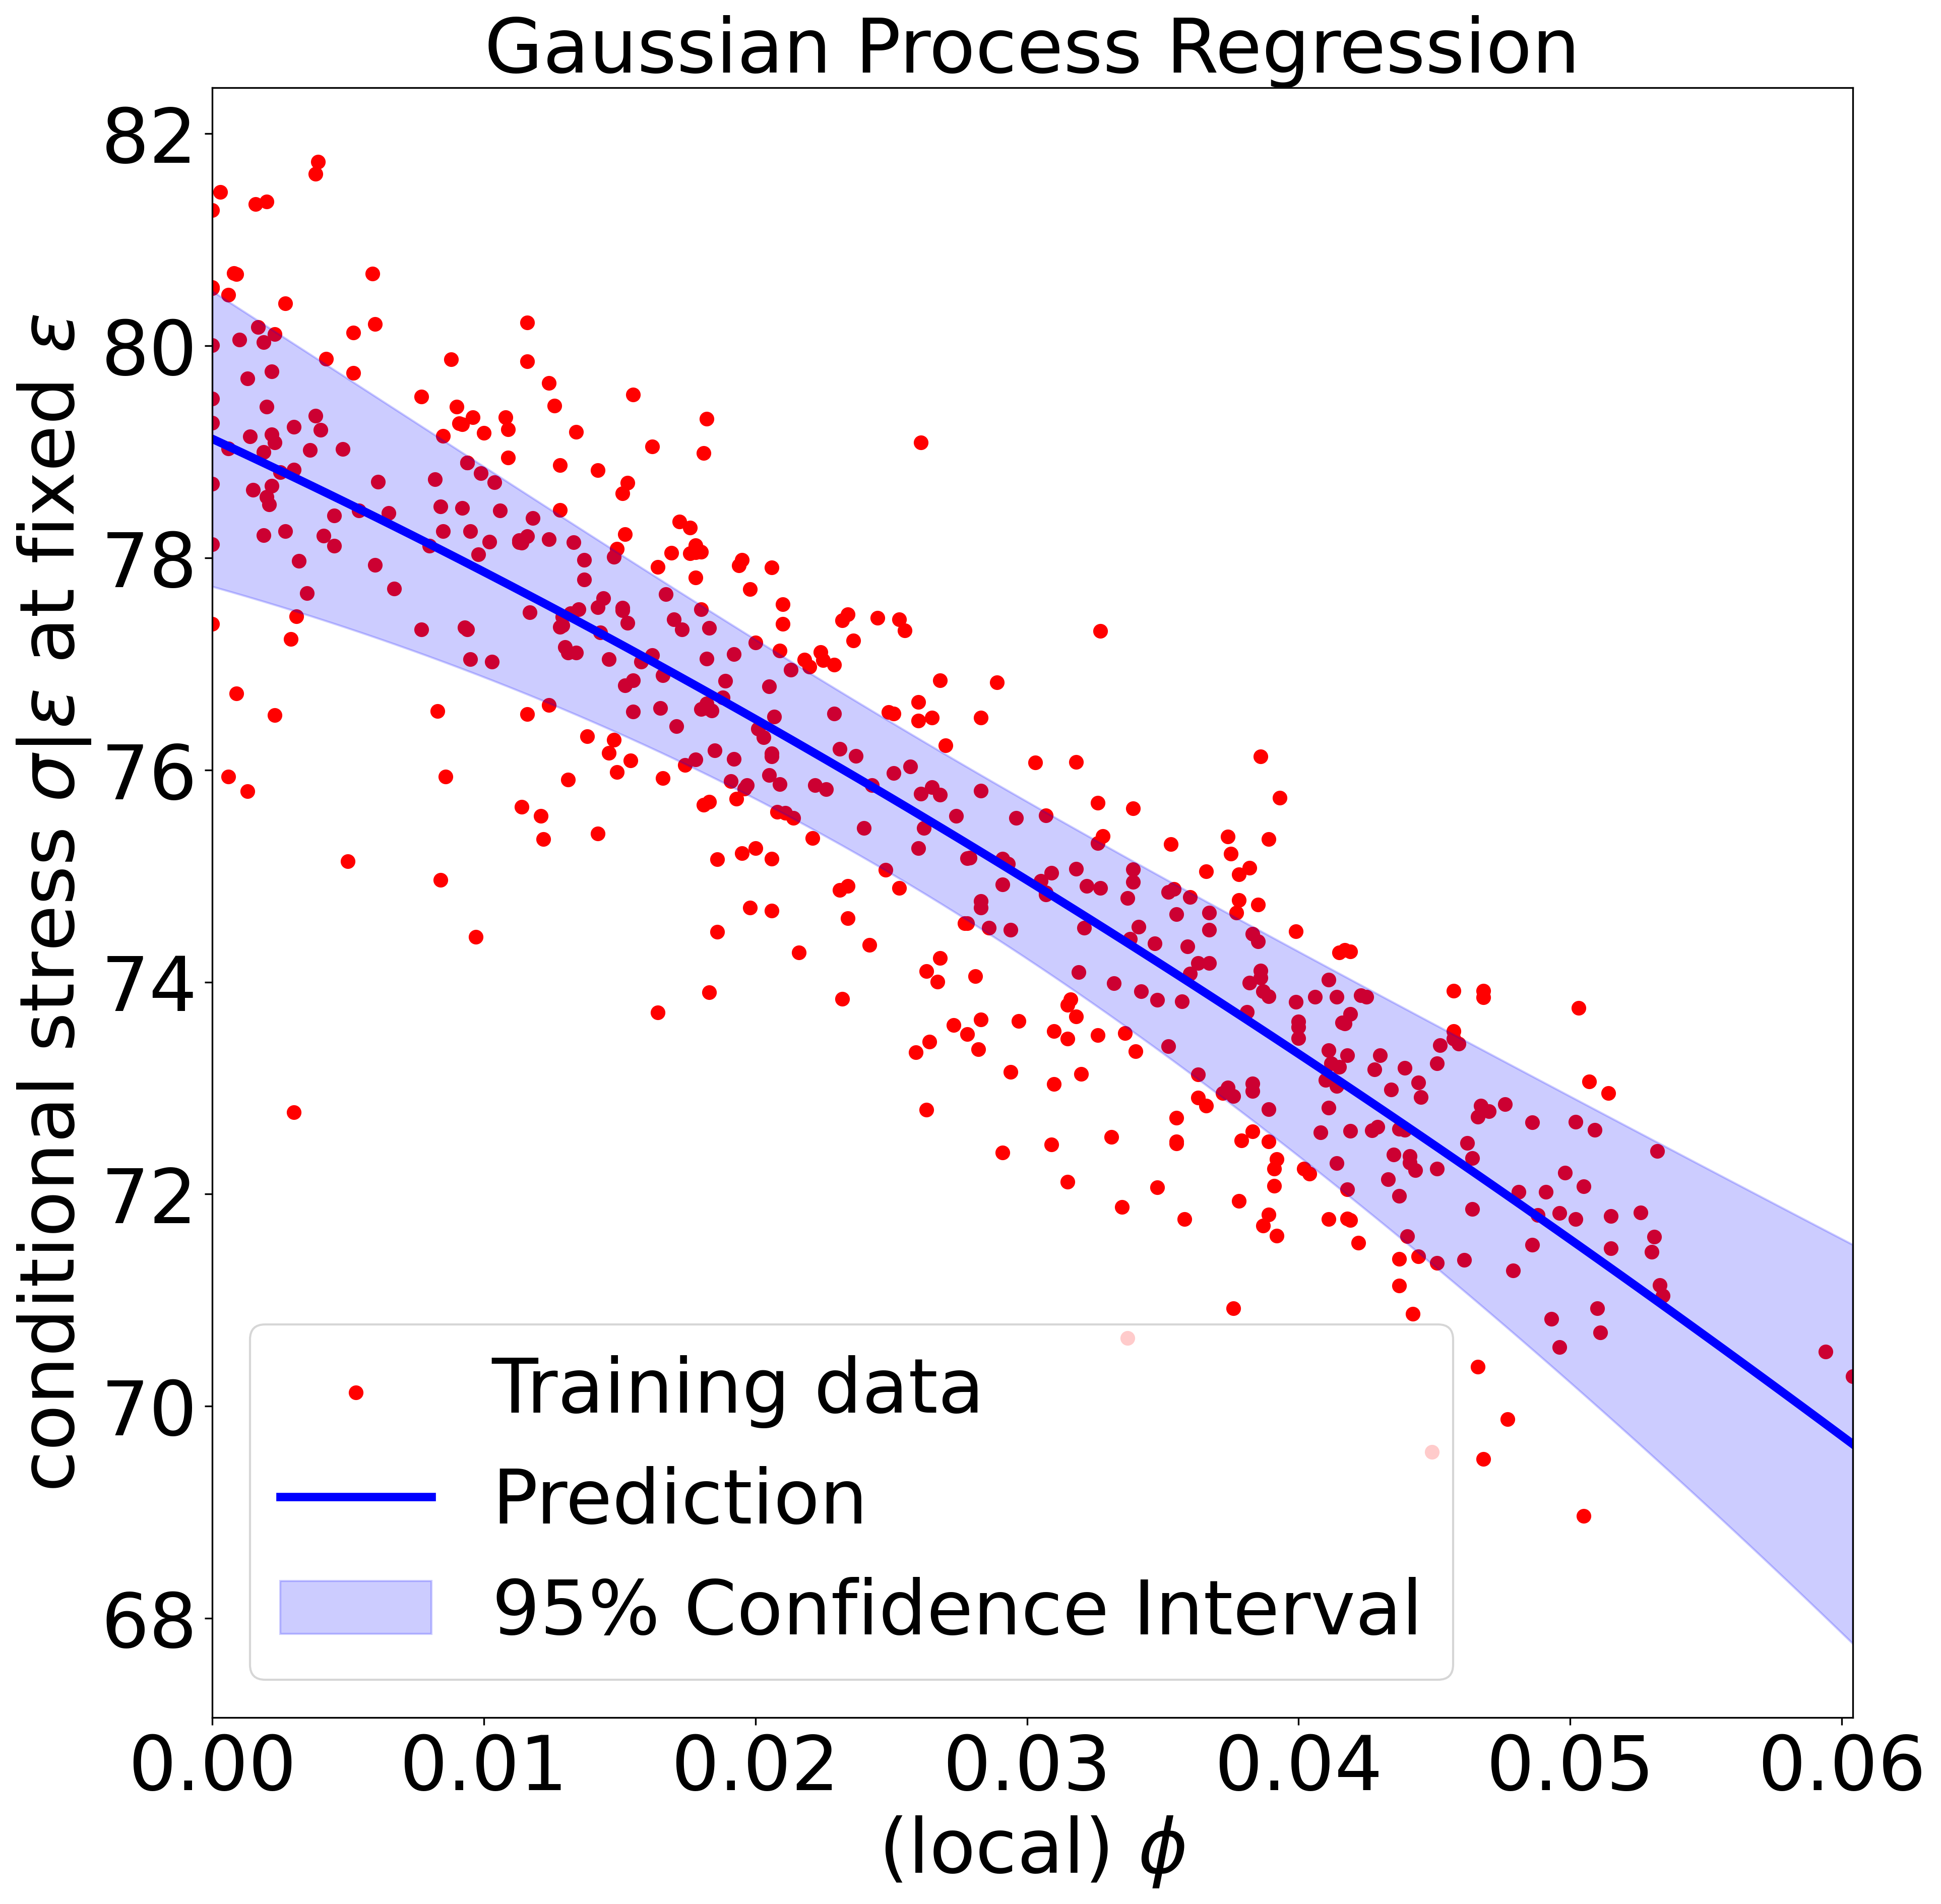 Gaussian Process Regression
conditional stress σ|ε at fixed ε
82
80
78
76
74
72
70
68
Training data
Prediction
95% Confidence Interval
0.00 0.01 0.02 0.03 0.04 0.05 0.06
(local) ϕ